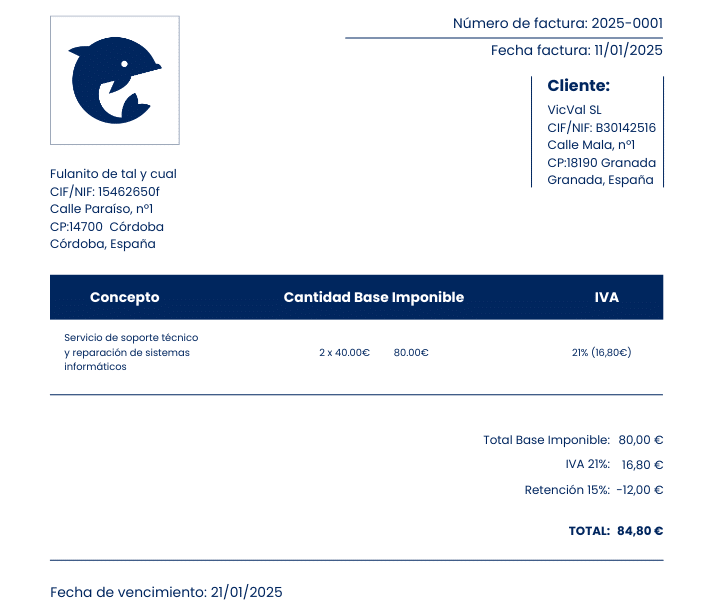 Número de factura: 2025-0001
Fecha factura: 11/01/2025
Cliente:
VicVal SL
CIF/NIF: B30142516
Calle Mala, nº1
CP:18190 Granada
Granada, España
Fulanito de tal y cual
CIF/NIF: 15462650f
Calle Paraíso, nº1
CP:14700 Córdoba
Córdoba, España
Concepto Cantidad Base Imponible IVA
Servicio de soporte técnico
y reparación de sistemas 2 x 40.00€ 80.00€ 21% (16,80€)
informáticos
Total Base Imponible: 80,00 €
IVA 21%: 16,80 €
Retención 15%: -12,00 €
TOTAL: 84,80 €
Fecha de vencimiento: 21/01/2025